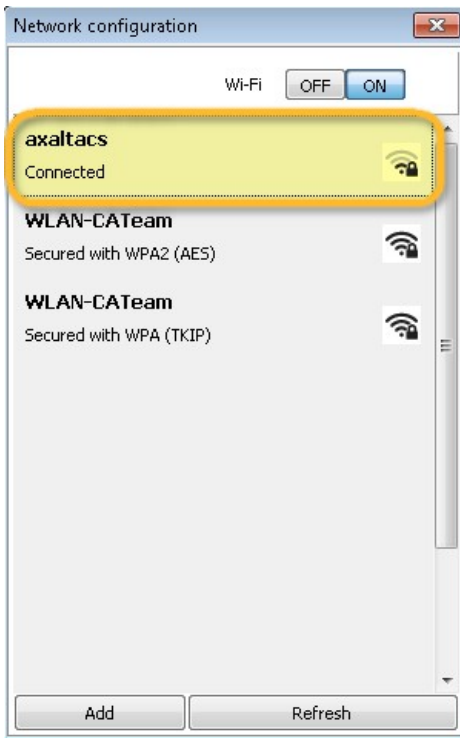 Network configuration
Wi-Fi OFF ON
axaltacs
Connected
WLAN-CATeam
Secured with WPA2 (AES)
WLAN-CATeam
Secured with WPA (TKIP)
Add Refresh